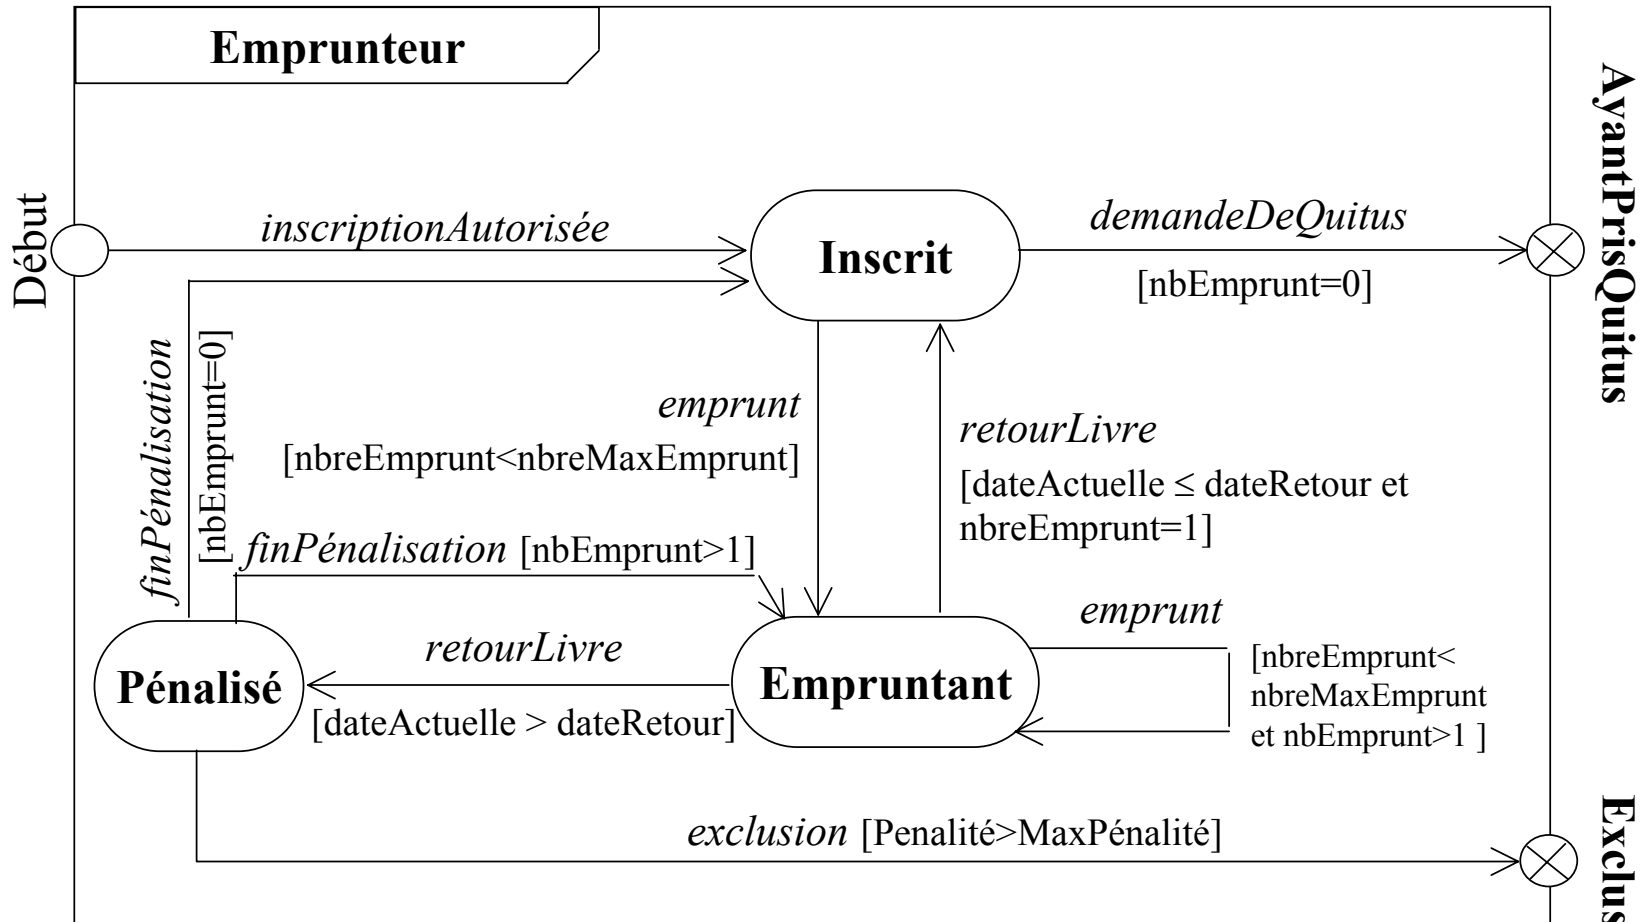 Emprunteur
AyantPrisQuitus
Début
inscriptionAutorisée
Inscrit
demandeDeQuitus
[nbEmprunt=0]
finPénalisation
[nbEmprunt=0]
emprunt
[nbreEmprunt<nbreMaxEmprunt]
retourLivre
[dateActuelle ≤ dateRetour et
nbreEmprunt=1]
finPénalisation [nbEmprunt>1]
emprunt
[nbreEmprunt<
nbreMaxEmprunt
et nbEmprunt>1 ]
Pénalisé
retourLivre
[dateActuelle > dateRetour]
Empruntant
exclusion [Penalité>MaxPénalité]
Exclus